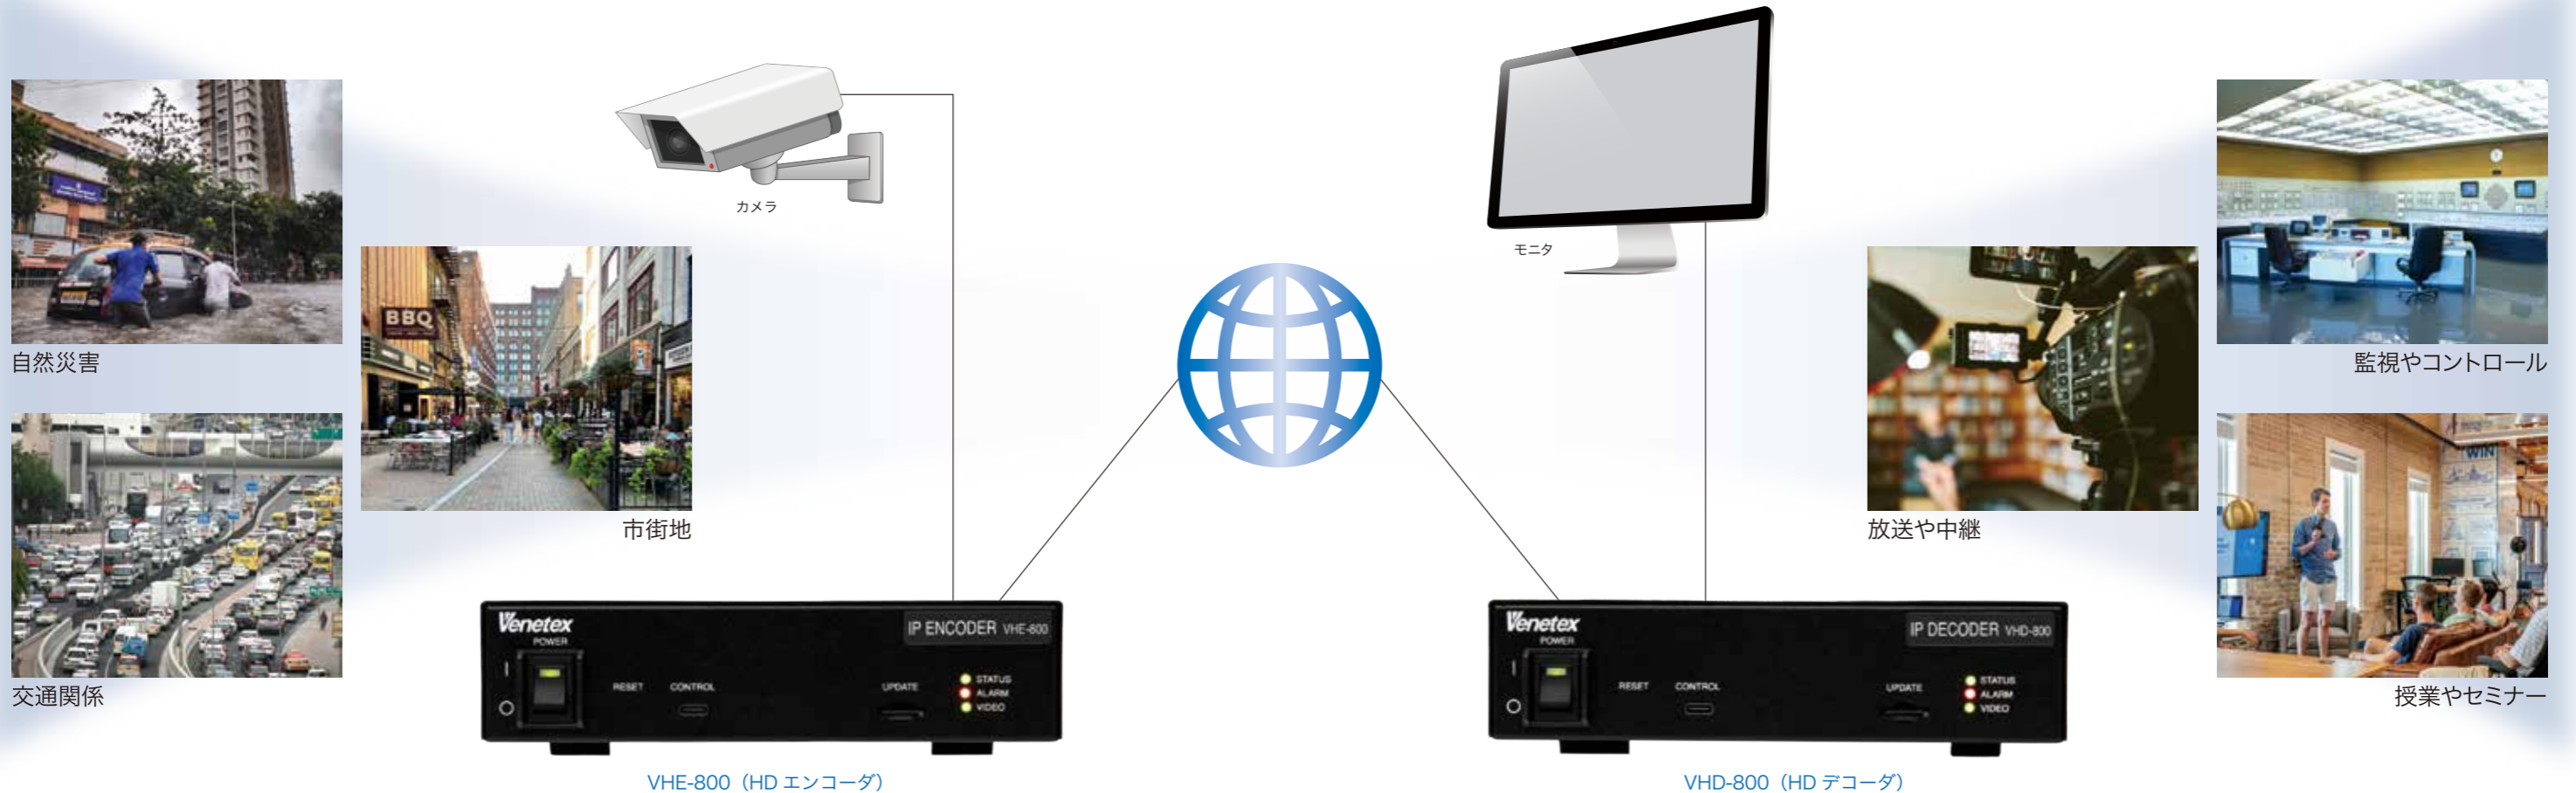 カメラ
モニタ
BBQ
自然災害
市街地
交通関係
放送や中継
監視やコントロール
WIN
授業やセミナー
Venetex
POWER
IP ENCODER VHE-800
RESET
CONTROL
UPDATE
STATUS
ALARM
VIDEO
VHE-800（HD エンコーダ）
Venetex
POWER
IP DECODER VHD-800
RESET
CONTROL
UPDATE
STATUS
ALARM
VIDEO
VHD-800（HD デコーダ）